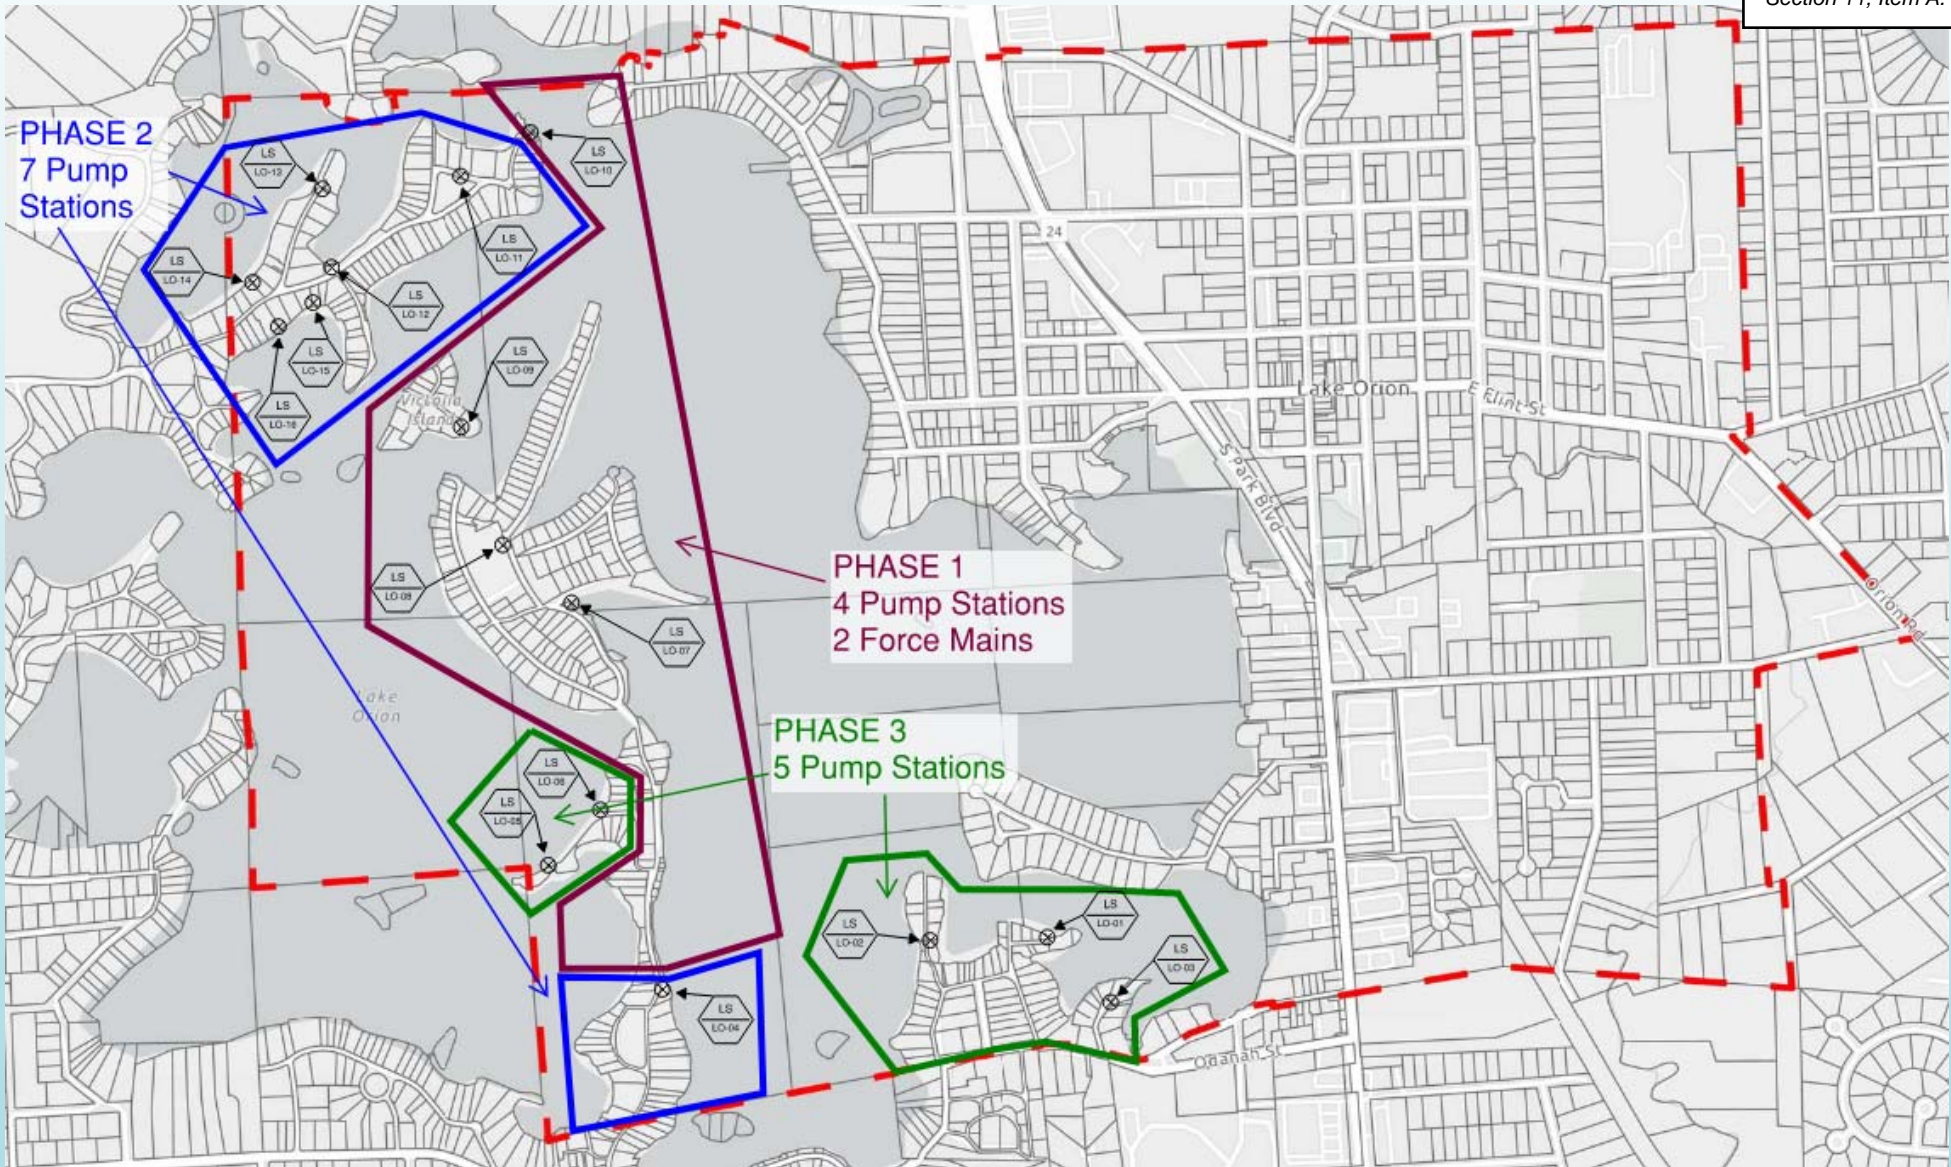 Section 11, Item A.
PHASE 2
7 Pump
Stations
LS
LO-13
LS
LO-10
24
LS
LO-11
LS
LO-14
LS
LO-12
LS
LO-15
LS
LO-09
LS
LO-16
Victoria
Island
Lake Orion
E Flint St
S Park Blvd
LS
LO-08
PHASE 1
4 Pump Stations
2 Force Mains
Orion Rd
LS
LO-07
Lake
Orion
PHASE 3
5 Pump Stations
LS
LO-06
LS
LO-05
LS
LO-02
LS
LO-01
LS
LO-03
LS
LO-04
Odanah St